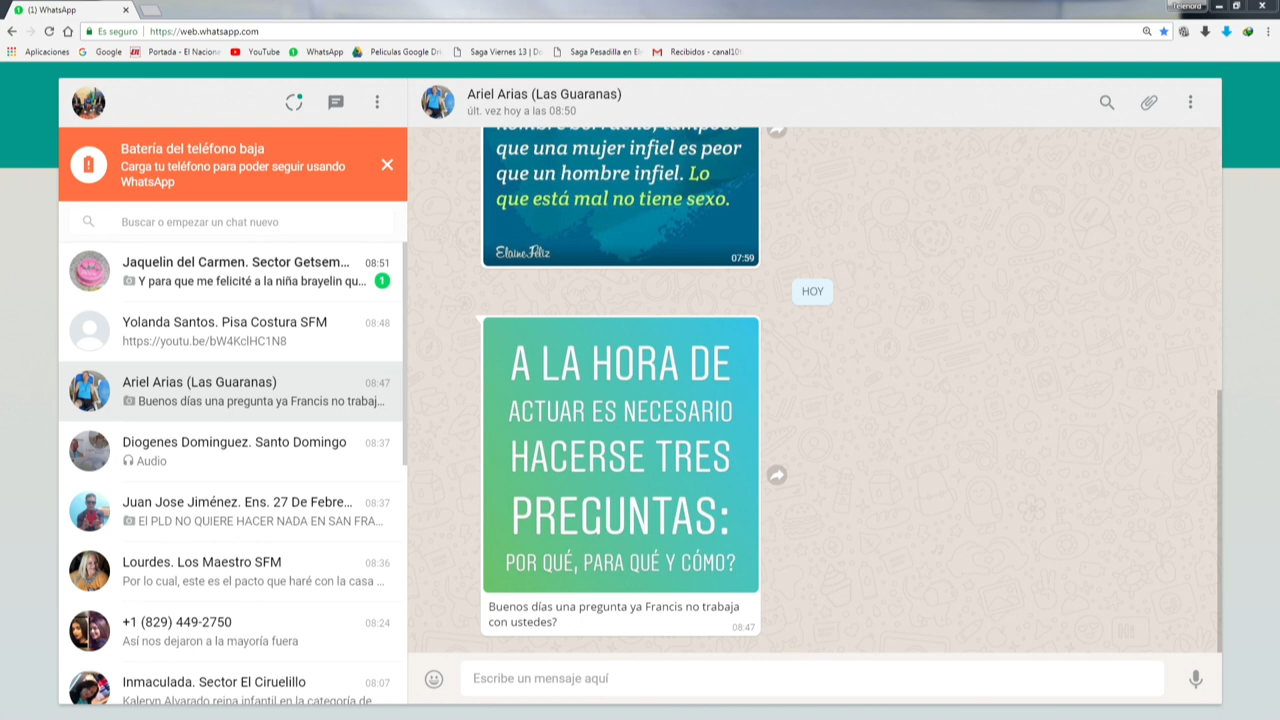 (1) WhatsApp
Telenord
Es seguro | https://web.whatsapp.com
Aplicaciones Google Portada - El Naciona YouTube WhatsApp Peliculas Google Dri Saga Viernes 13 | Do Saga Pesadilla en El Recibidos - canal10
Batería del teléfono baja
Carga tu teléfono para poder seguir usando
WhatsApp
Buscar o empezar un chat nuevo
Jaquelin del Carmen. Sector Getsem... 08:51
Y para que me felicité a la niña brayelin qu... 1
Yolanda Santos. Pisa Costura SFM 08:48
https://youtu.be/bW4KclHC1N8
Ariel Arias (Las Guaranas) 08:47
Buenos días una pregunta ya Francis no trabaj...
Diogenes Dominguez. Santo Domingo 08:37
Audio
Juan Jose Jiménez. Ens. 27 De Febre... 08:37
El PLD NO QUIERE HACER NADA EN SAN FRA...
Lourdes. Los Maestro SFM 08:36
Por lo cual, este es el pacto que haré con la casa ...
+1 (829) 449-2750 08:24
Así nos dejaron a la mayoría fuera
Inmaculada. Sector El Ciruelillo 08:07
Kaleryn Alvarado reina infantil en la categoría de
Ariel Arias (Las Guaranas)
últ. vez hoy a las 08:50
hombre borracho, tampoco
que una mujer infiel es peor
que un hombre infiel. Lo
que está mal no tiene sexo.
Elaine Féliz
07:59
HOY
A LA HORA DE
ACTUAR ES NECESARIO
HACERSE TRES
PREGUNTAS:
POR QUÉ, PARA QUÉ Y CÓMO?
Buenos días una pregunta ya Francis no trabaja
con ustedes?
08:47
Escribe un mensaje aquí